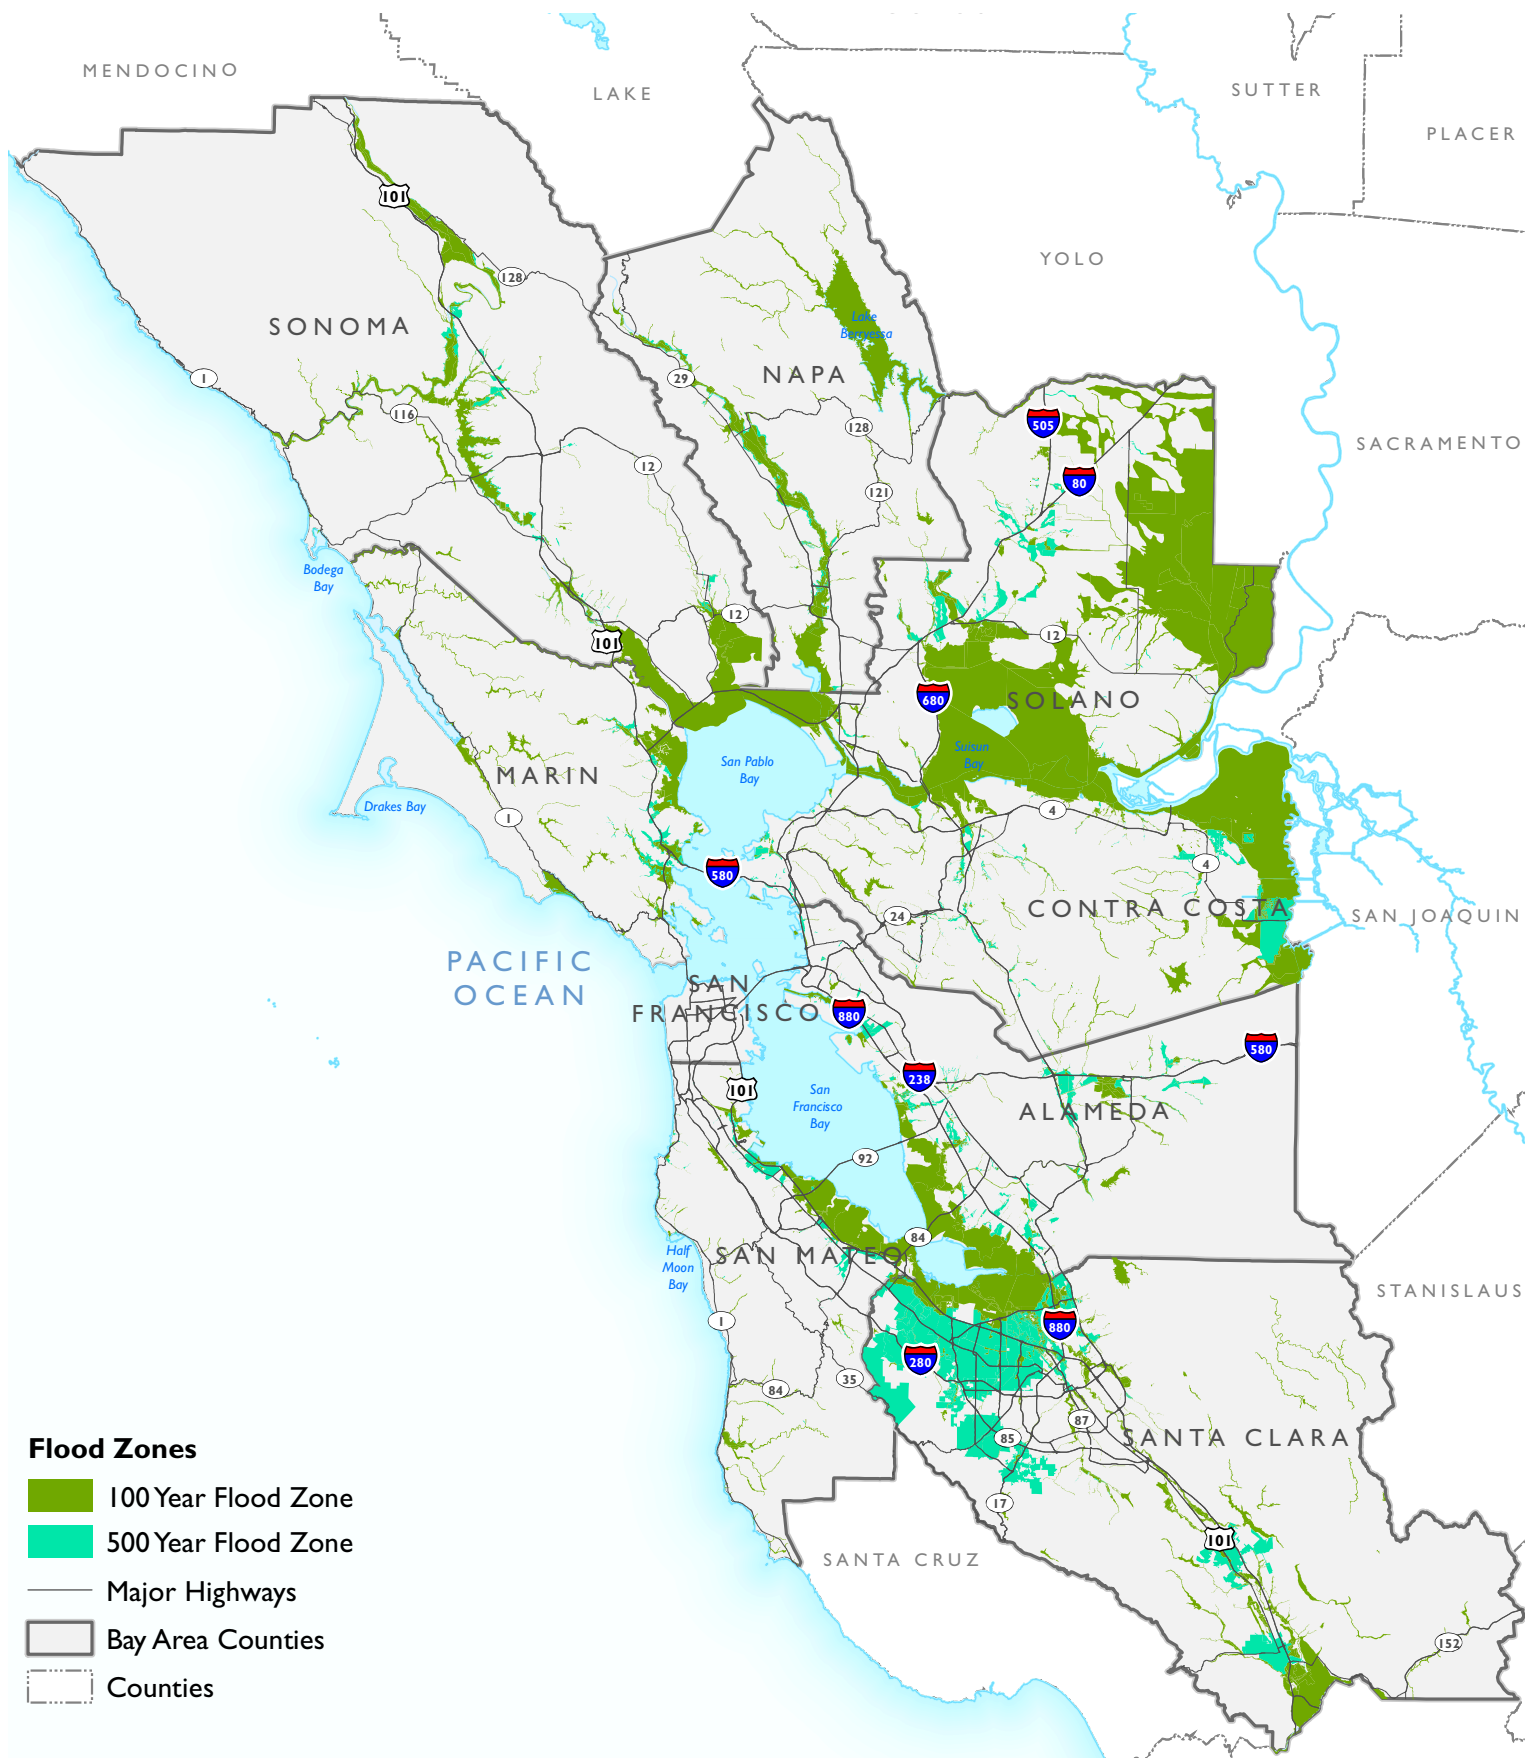 MENDOCINO
LAKE
SUTTER
PLACER
101
YOLO
128
SONOMA
Lake
Berryessa
1
29
NAPA
116
128
505
SACRAMENTO
12
80
121
Bodega
Bay
12
12
101
680
SOLANO
Suisun
Bay
San Pablo
Bay
MARIN
Drakes Bay
1
4
580
4
24
CONTRA COSTA
SAN JOAQUIN
PACIFIC
OCEAN
SAN
FRANCISCO
880
580
238
101
San
Francisco
Bay
ALAMEDA
92
84
Half
Moon
Bay
SAN MATEO
STANISLAUS
1
880
280
84
35
87
85
SANTA CLARA
17
101
SANTA CRUZ
152
Flood Zones
100 Year Flood Zone
500 Year Flood Zone
Major Highways
Bay Area Counties
Counties